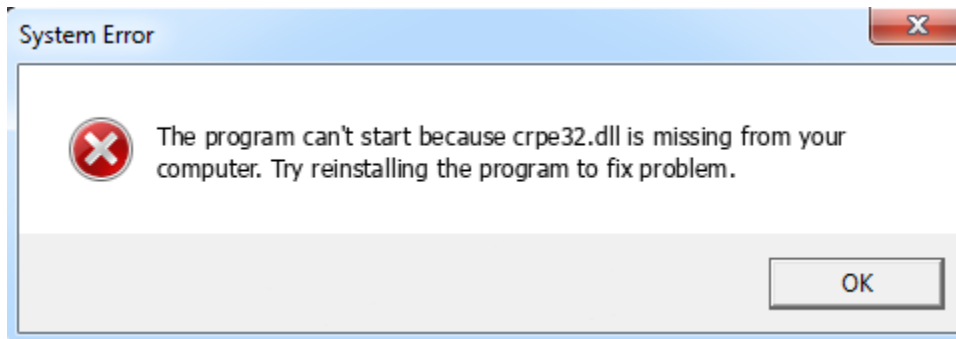 System Error
The program can't start because crpe32.dll is missing from your
computer. Try reinstalling the program to fix problem.
OK